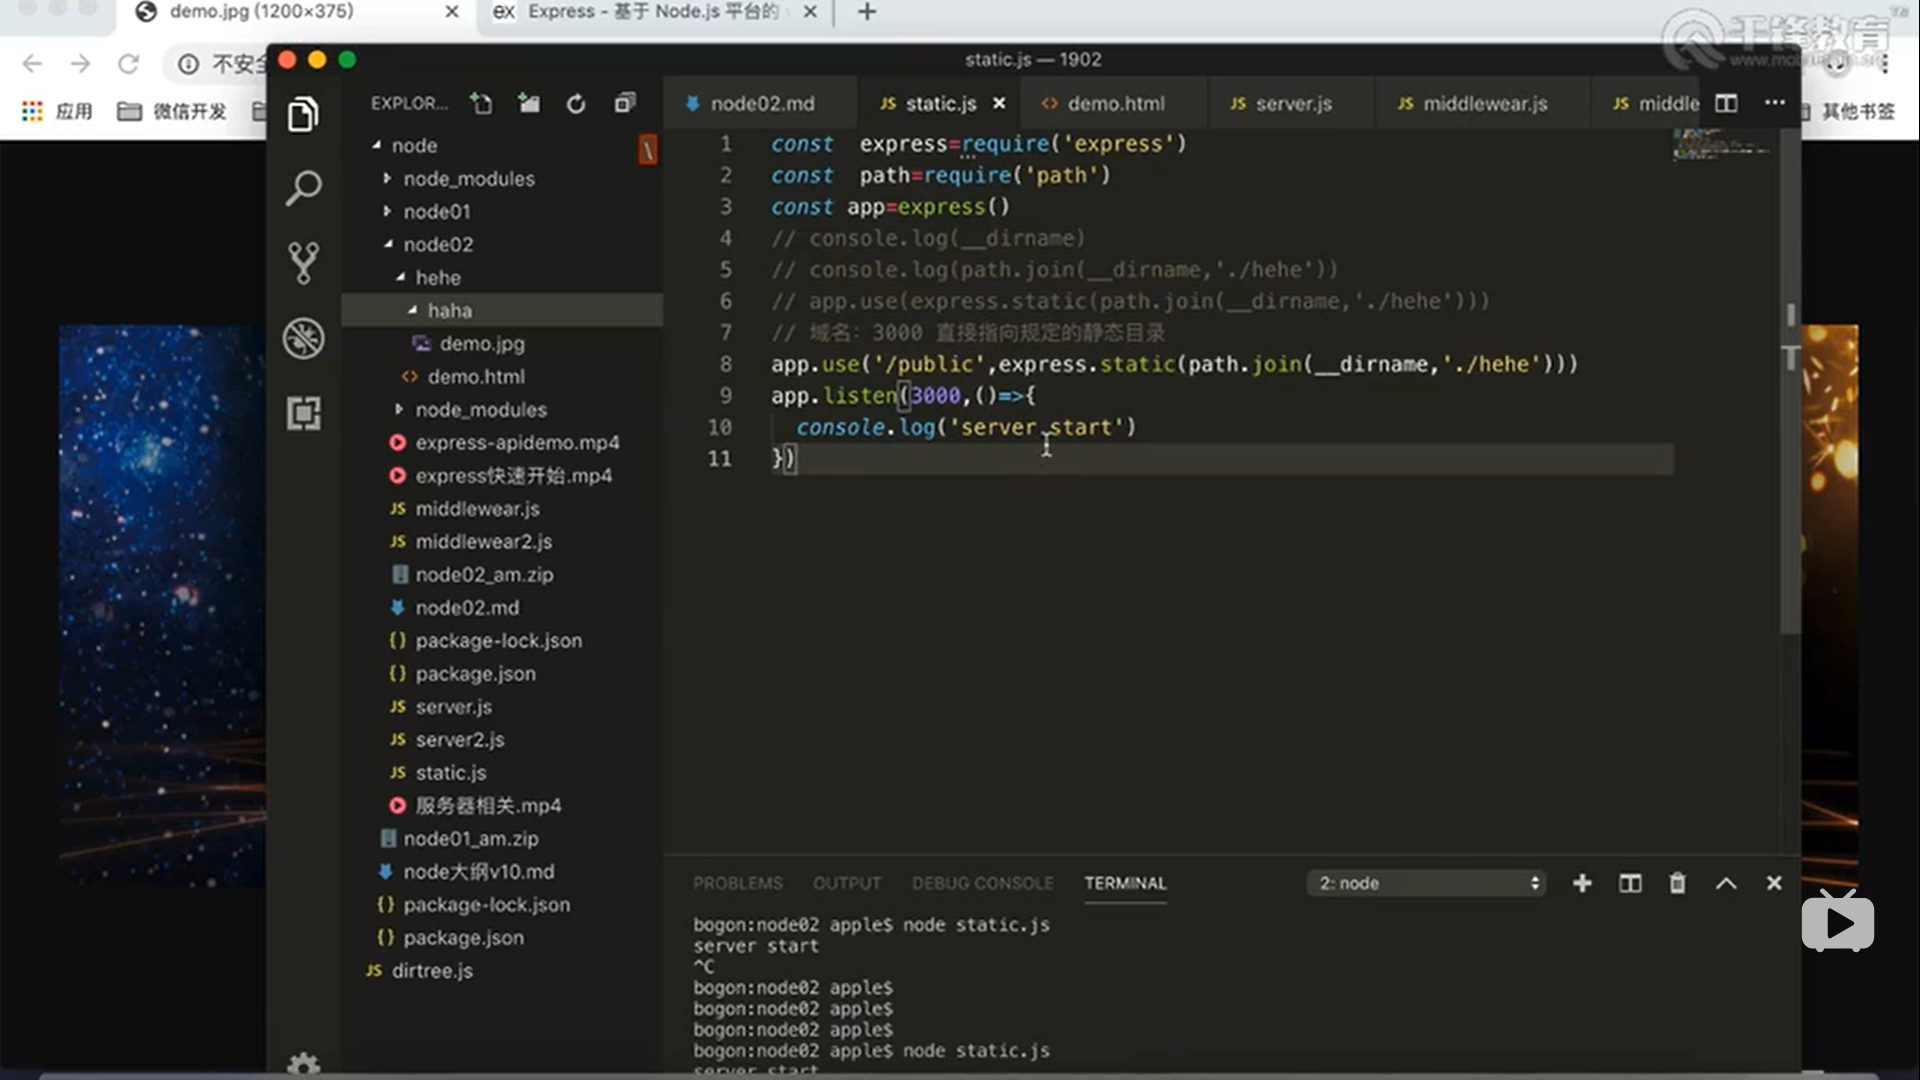 demo.jpg (1200×375)
Express - 基于 Node.js 平台的
千锋教育
不安全
应用
微信开发
其他书签
static.js — 1902
EXPLOR...
node
node_modules
node01
node02
hehe
haha
demo.jpg
demo.html
node_modules
express-apidemo.mp4
express快速开始.mp4
middlewear.js
middlewear2.js
node02_am.zip
node02.md
package-lock.json
package.json
server.js
server2.js
static.js
服务器相关.mp4
node01_am.zip
node大纲v10.md
package-lock.json
package.json
dirtree.js
node02.md
static.js
demo.html
server.js
middlewear.js
middle
1 const  express=require('express')
2 const  path=require('path')
3 const app=express()
4 // console.log(__dirname)
5 // console.log(path.join(__dirname,'./hehe'))
6 // app.use(express.static(path.join(__dirname,'./hehe')))
7 // 域名：3000 直接指向规定的静态目录
8 app.use('/public',express.static(path.join(__dirname,'./hehe')))
9 app.listen(3000,()=>{
10   console.log('server start')
11 })
PROBLEMS OUTPUT DEBUG CONSOLE TERMINAL
2: node
bogon:node02 apple$ node static.js
server start
^C
bogon:node02 apple$
bogon:node02 apple$
bogon:node02 apple$
bogon:node02 apple$ node static.js
server start